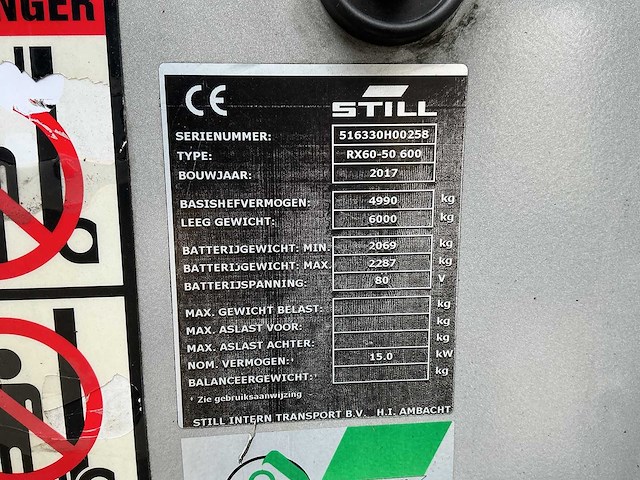 NGER
CE
STILL
SERIENUMMER: 516330H00258
TYPE: RX60-50 600
BOUWJAAR: 2017
BASISHEFVERMOGEN: 4990 kg
LEEG GEWICHT: 6000 kg
BATTERIJGEWICHT: MIN. 2069 kg
BATTERIJGEWICHT: MAX. 2287 kg
BATTERIJSPANNING: 80 V
MAX. GEWICHT BELAST: kg
MAX. ASLAST VOOR: kg
MAX. ASLAST ACHTER: kg
NOM. VERMOGEN:* 15.0 kW
BALANCEERGEWICHT:* kg
* Zie gebruiksaanwijzing
STILL INTERN TRANSPORT B.V. H.I. AMBACHT